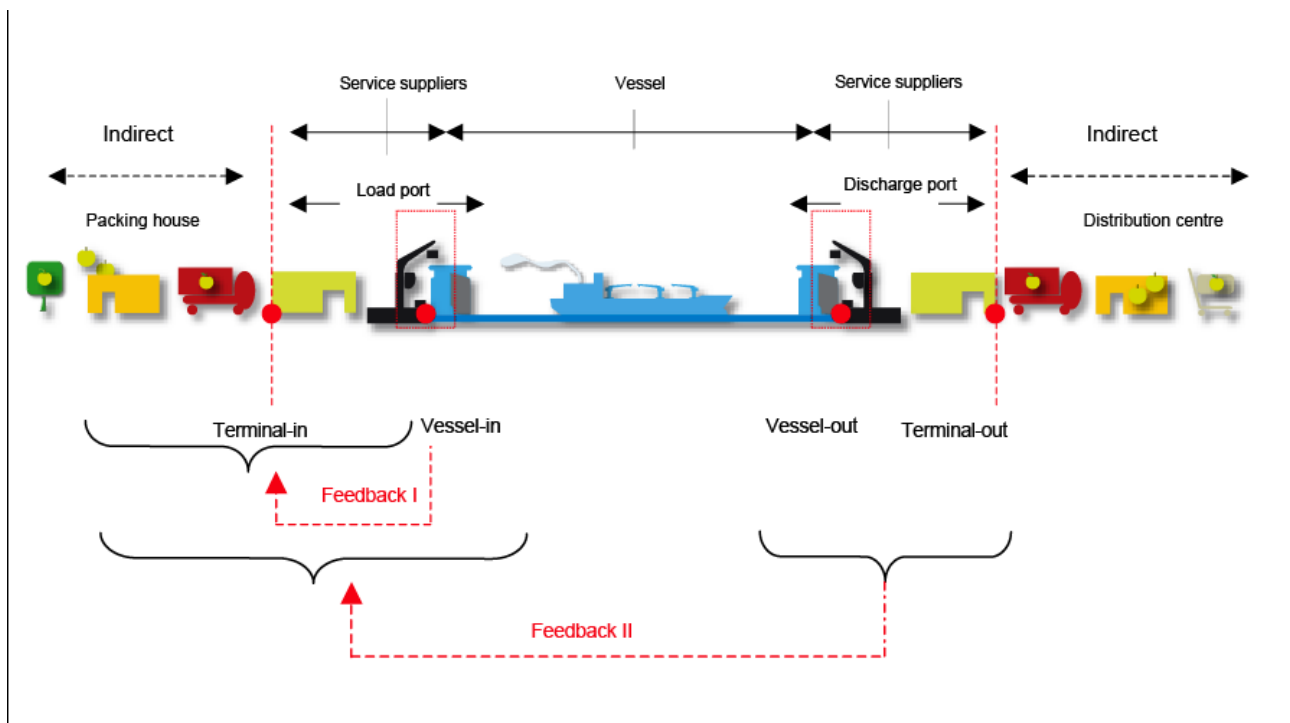 Service suppliers
Vessel
Service suppliers
Indirect
Indirect
Load port
Discharge port
Packing house
Distribution centre
Terminal-in
Vessel-in
Vessel-out
Terminal-out
Feedback I
Feedback II